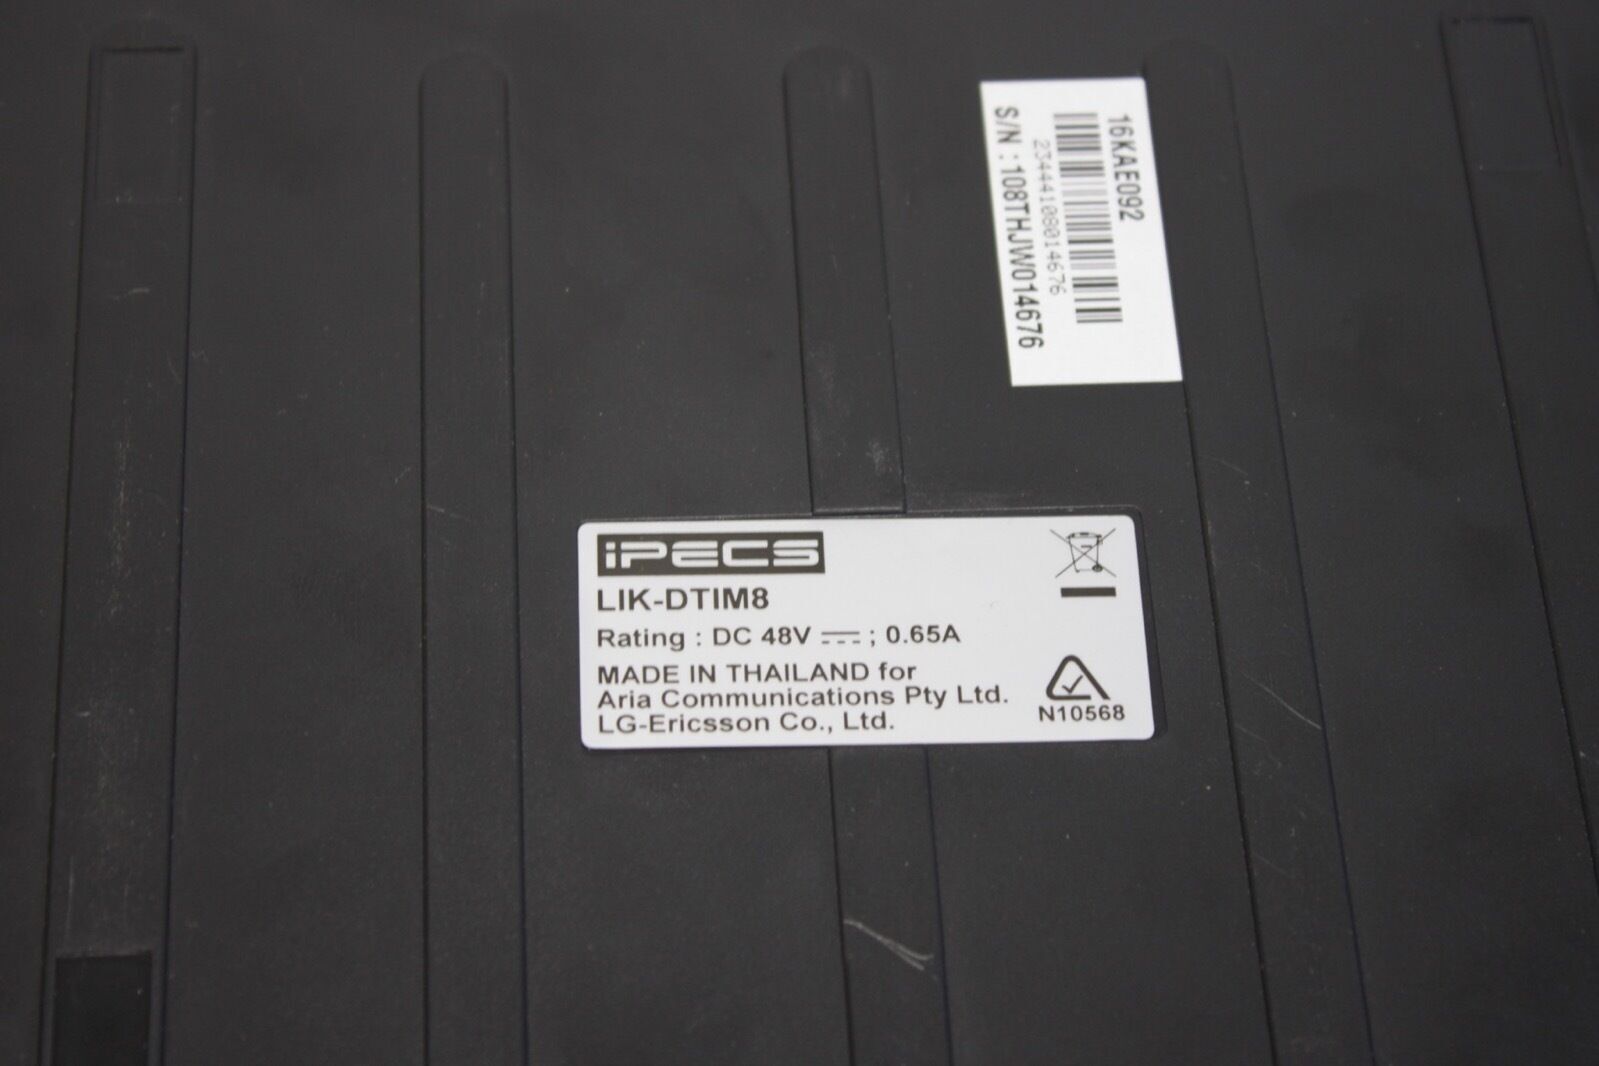 16KAE092
23444108014676
S/N : 108THJW014676
iPECS
LIK-DTIM8
Rating : DC 48V ⎓ ; 0.65A
MADE IN THAILAND for
Aria Communications Pty Ltd.
LG-Ericsson Co., Ltd.
N10568